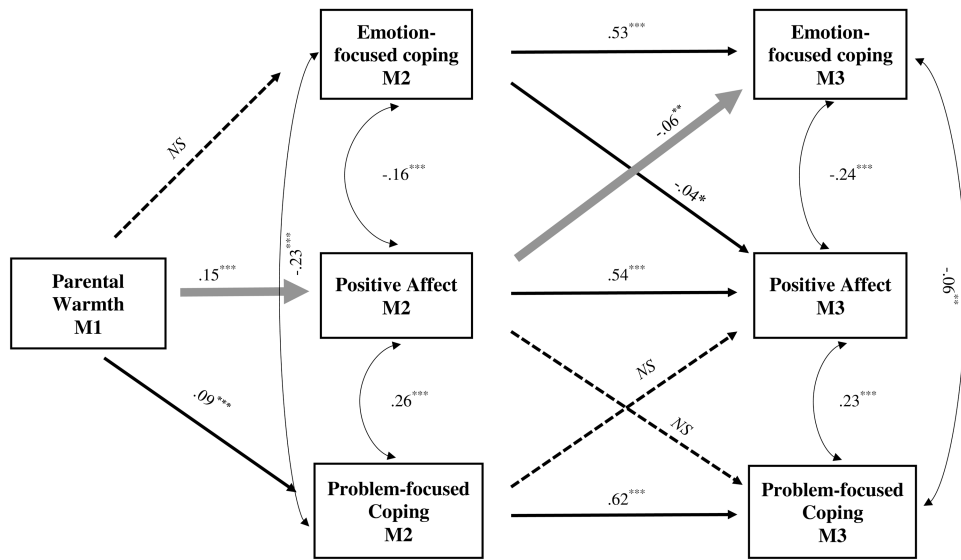 Emotion-
focused coping
M2
.53***
Emotion-
focused coping
M3
NS
-.06**
-.16***
-.04*
-.24***
-.23***
Parental
Warmth
M1
.15***
Positive Affect
M2
.54***
Positive Affect
M3
-.06**
.09***
.26***
NS
NS
.23***
Problem-focused
Coping
M2
.62***
Problem-focused
Coping
M3